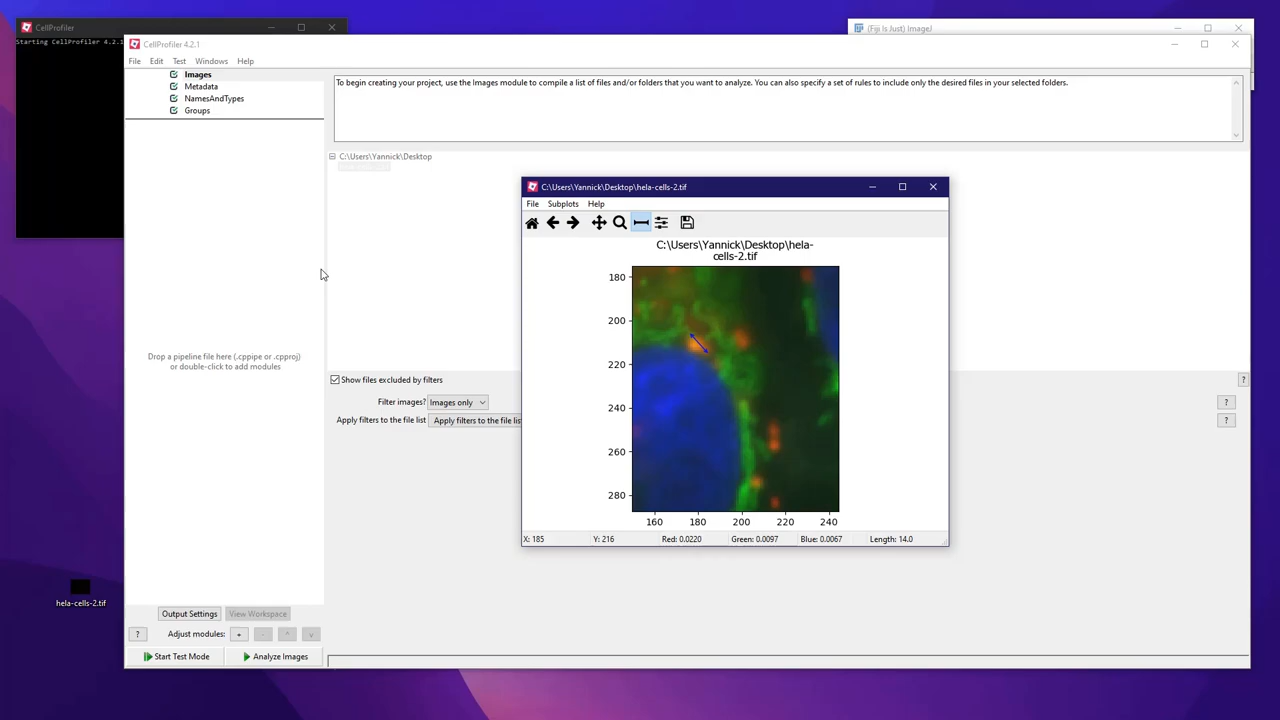 CellProfiler
Starting CellProfiler 4.2.1
(Fiji Is Just) ImageJ
CellProfiler 4.2.1
File Edit Test Windows Help
Images
Metadata
NamesAndTypes
Groups
To begin creating your project, use the Images module to compile a list of files and/or folders that you want to analyze. You can also specify a set of rules to include only the desired files in your selected folders.
C:\Users\Yannick\Desktop
C:\Users\Yannick\Desktop\hela-cells-2.tif
File Subplots Help
C:\Users\Yannick\Desktop\hela-
cells-2.tif
180
200
220
240
260
280
160 180 200 220 240
X: 185 Y: 216 Red: 0.0220 Green: 0.0097 Blue: 0.0067 Length: 14.0
Drop a pipeline file here (.cppipe or .cpproj)
or double-click to add modules
Show files excluded by filters ?
Filter images? Images only ?
Apply filters to the file list Apply filters to the file list ?
hela-cells-2.tif
Output Settings View Workspace
? Adjust modules: + - ^ v
Start Test Mode Analyze Images